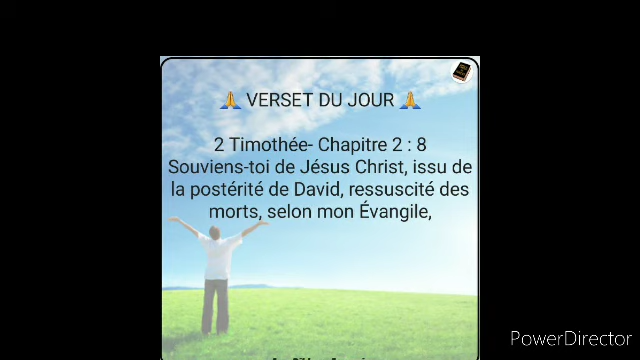 VERSET DU JOUR
2 Timothée- Chapitre 2 : 8
Souviens-toi de Jésus Christ, issu de
la postérité de David, ressuscité des
morts, selon mon Évangile,
PowerDirector